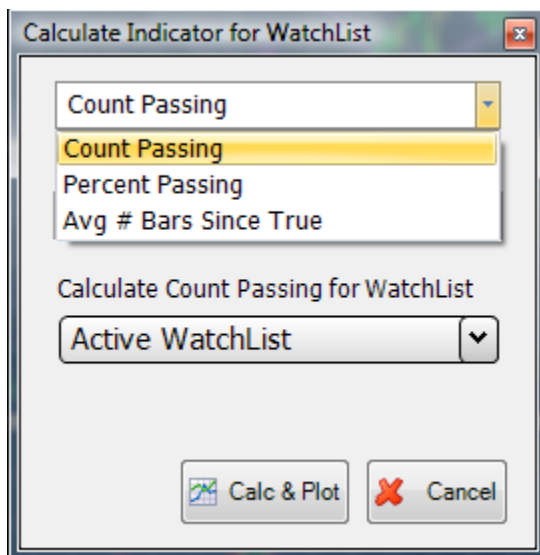 Calculate Indicator for WatchList
Count Passing
Count Passing
Percent Passing
Avg # Bars Since True
Calculate Count Passing for WatchList
Active WatchList
Calc & Plot
Cancel